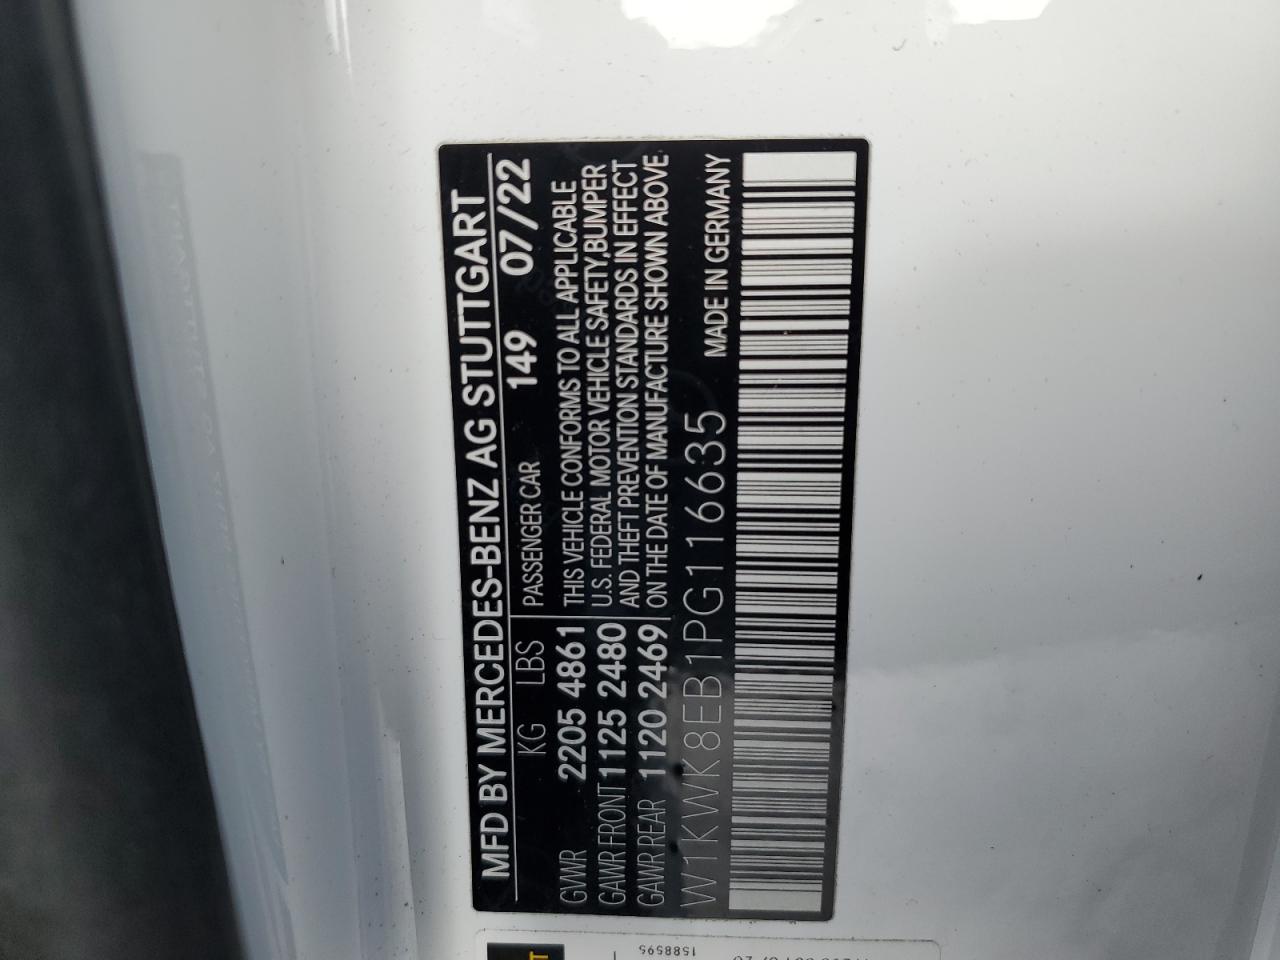 MFD BY MERCEDES-BENZ AG STUTTGART
KG LBS PASSENGER CAR 149 07/22
GVWR 2205 4861 THIS VEHICLE CONFORMS TO ALL APPLICABLE
GAWR FRONT 1125 2480 U.S. FEDERAL MOTOR VEHICLE SAFETY,BUMPER
AND THEFT PREVENTION STANDARDS IN EFFECT
GAWR REAR 1120 2469 ON THE DATE OF MANUFACTURE SHOWN ABOVE.
W1KWK8EB1PG116635 MADE IN GERMANY
1588595